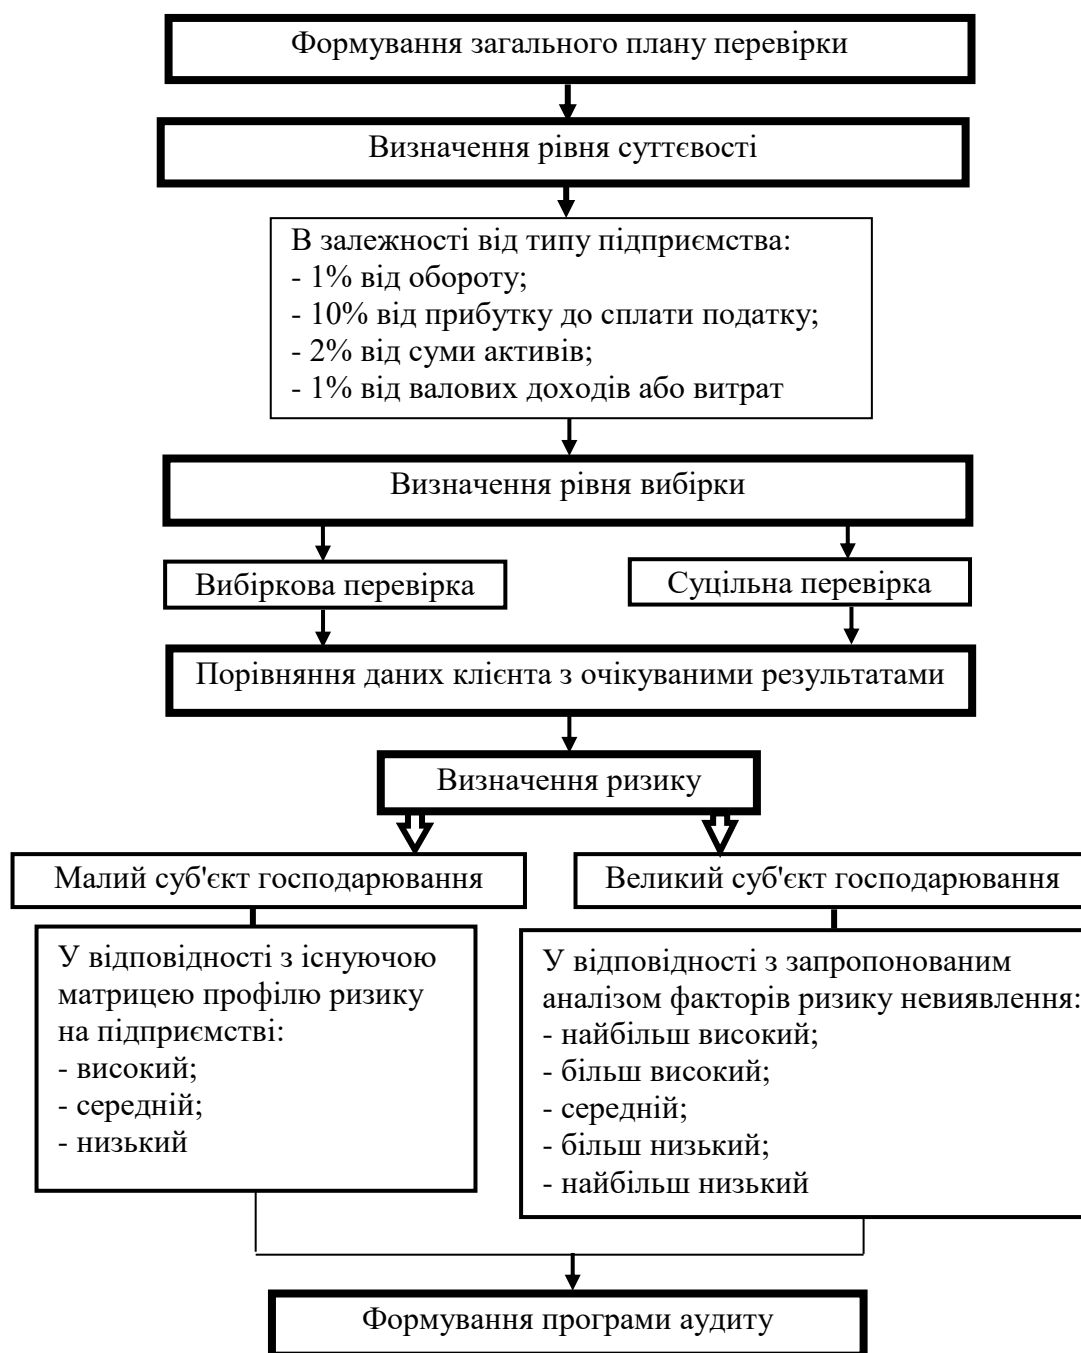 Формування загального плану перевірки
Визначення рівня суттєвості
В залежності від типу підприємства:
- 1% від обороту;
- 10% від прибутку до сплати податку;
- 2% від суми активів;
- 1% від валових доходів або витрат
Визначення рівня вибірки
Вибіркова перевірка
Суцільна перевірка
Порівняння даних клієнта з очікуваними результатами
Визначення ризику
Малий суб'єкт господарювання
Великий суб'єкт господарювання
У відповідності з існуючою
матрицею профілю ризику
на підприємстві:
- високий;
- середній;
- низький
У відповідності з запропонованим
аналізом факторів ризику невиявлення:
- найбільш високий;
- більш високий;
- середній;
- більш низький;
- найбільш низький
Формування програми аудиту